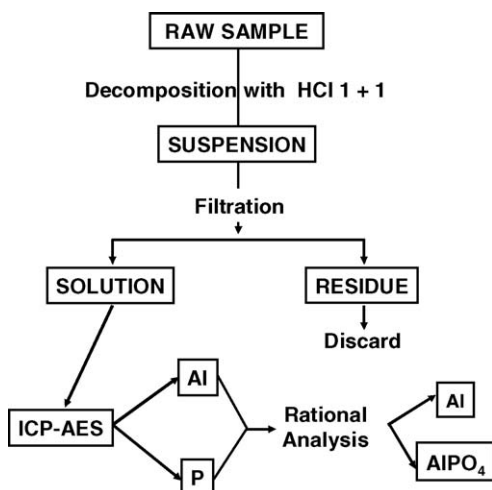 RAW SAMPLE
Decomposition with HCl 1 + 1
SUSPENSION
Filtration
SOLUTION
RESIDUE
Discard
Al
ICP-AES
Rational
Analysis
P
Al
AlPO₄